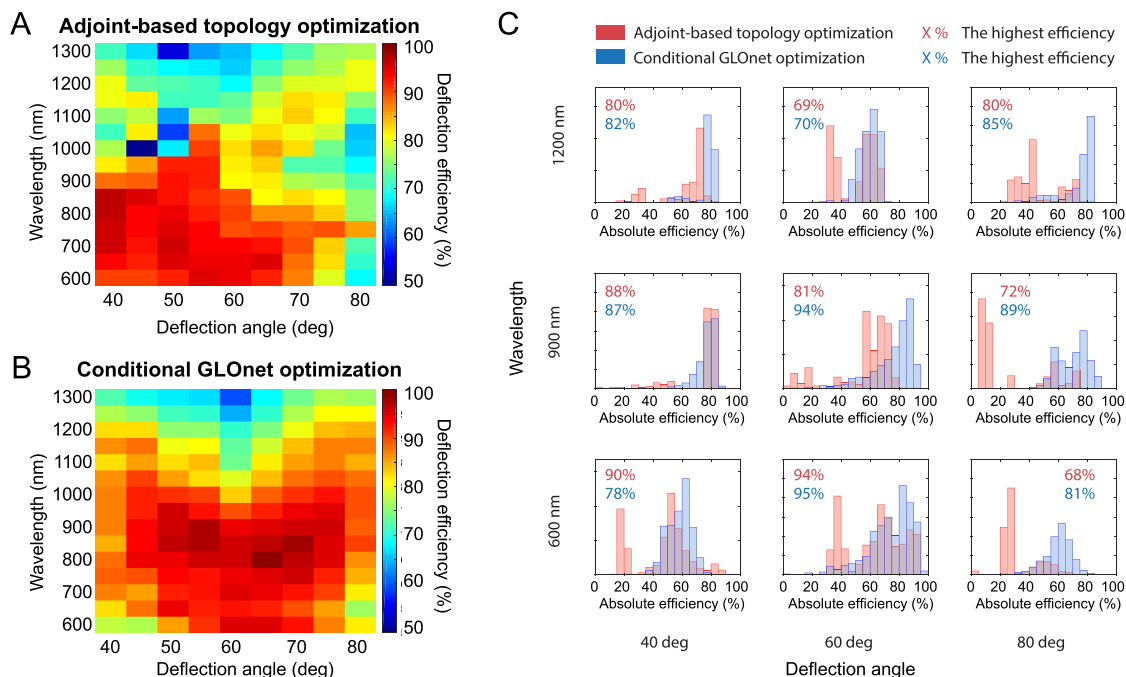 A
Adjoint-based topology optimization
1300
1200
1100
1000
900
800
700
600
Wavelength (nm)
40 50 60 70 80
Deflection angle (deg)
100
90
80
70
60
50
Deflection efficiency (%)
B
Conditional GLOnet optimization
1300
1200
1100
1000
900
800
700
600
Wavelength (nm)
40 50 60 70 80
Deflection angle (deg)
100
90
80
70
60
50
Deflection efficiency (%)
C
Adjoint-based topology optimization X % The highest efficiency
Conditional GLOnet optimization X % The highest efficiency
Wavelength
1200 nm
80%
82%
0 20 40 60 80 100
Absolute efficiency (%)
69%
70%
0 20 40 60 80 100
Absolute efficiency (%)
80%
85%
0 20 40 60 80 100
Absolute efficiency (%)
900 nm
88%
87%
0 20 40 60 80 100
Absolute efficiency (%)
81%
94%
0 20 40 60 80 100
Absolute efficiency (%)
72%
89%
0 20 40 60 80 100
Absolute efficiency (%)
600 nm
90%
78%
0 20 40 60 80 100
Absolute efficiency (%)
94%
95%
0 20 40 60 80 100
Absolute efficiency (%)
68%
81%
0 20 40 60 80 100
Absolute efficiency (%)
40 deg 60 deg 80 deg
Deflection angle